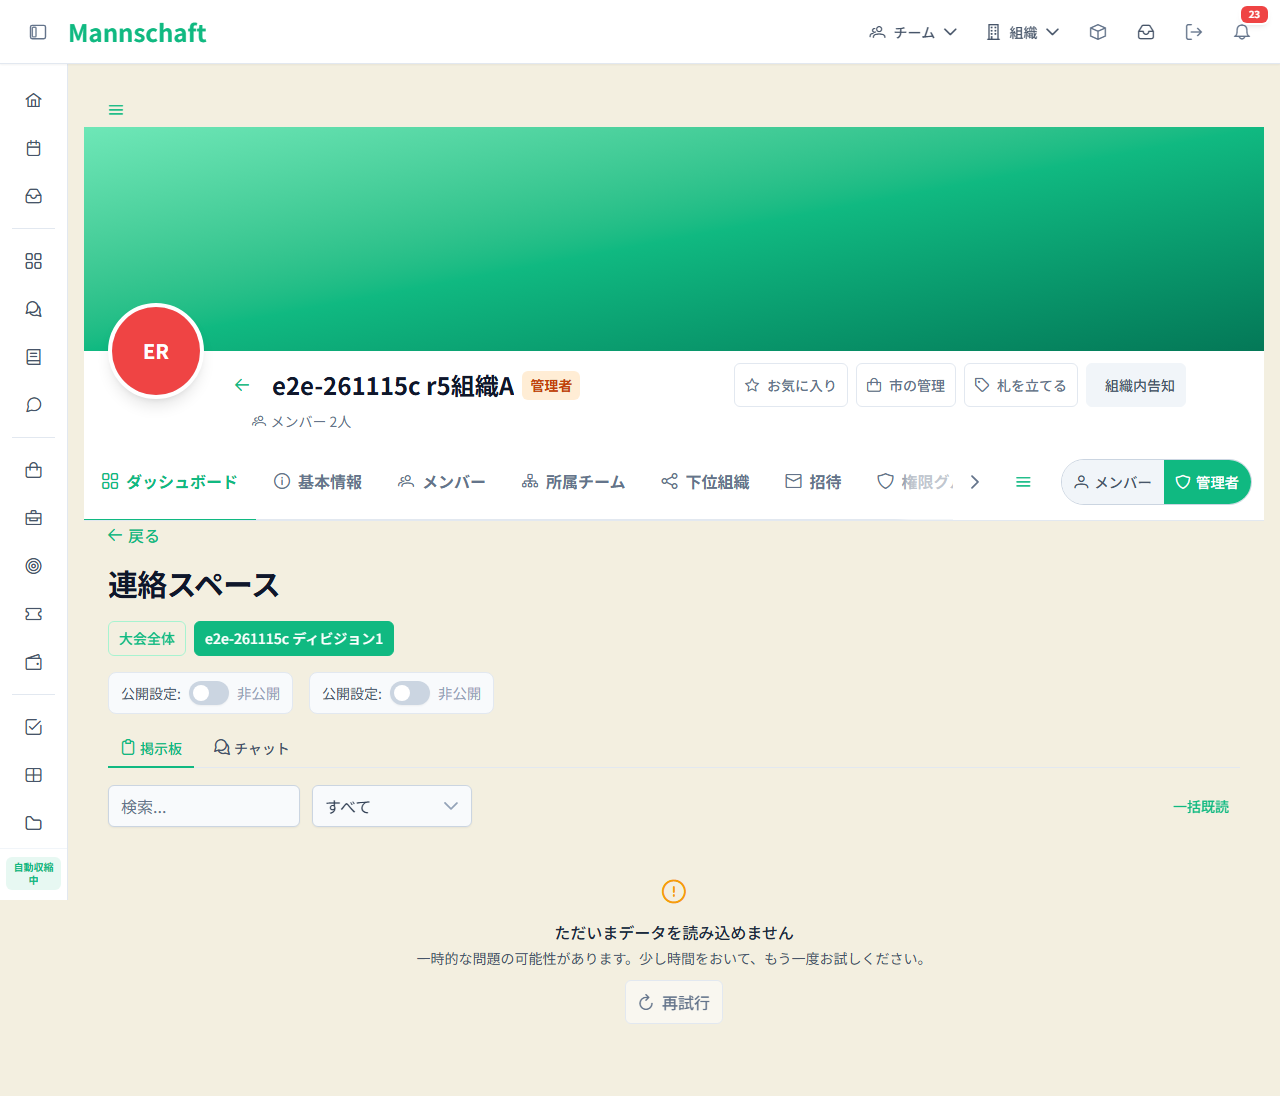 Mannschaft
チーム
組織
23
ER
e2e-261115c r5組織A
管理者
お気に入り
市の管理
札を立てる
組織内告知
メンバー 2人
ダッシュボード
基本情報
メンバー
所属チーム
下位組織
招待
権限グ
メンバー
管理者
戻る
連絡スペース
大会全体
e2e-261115c ディビジョン1
公開設定: 非公開
公開設定: 非公開
掲示板
チャット
検索...
すべて
一括既読
自動収縮
中
ただいまデータを読み込めません
一時的な問題の可能性があります。少し時間をおいて、もう一度お試しください。
再試行